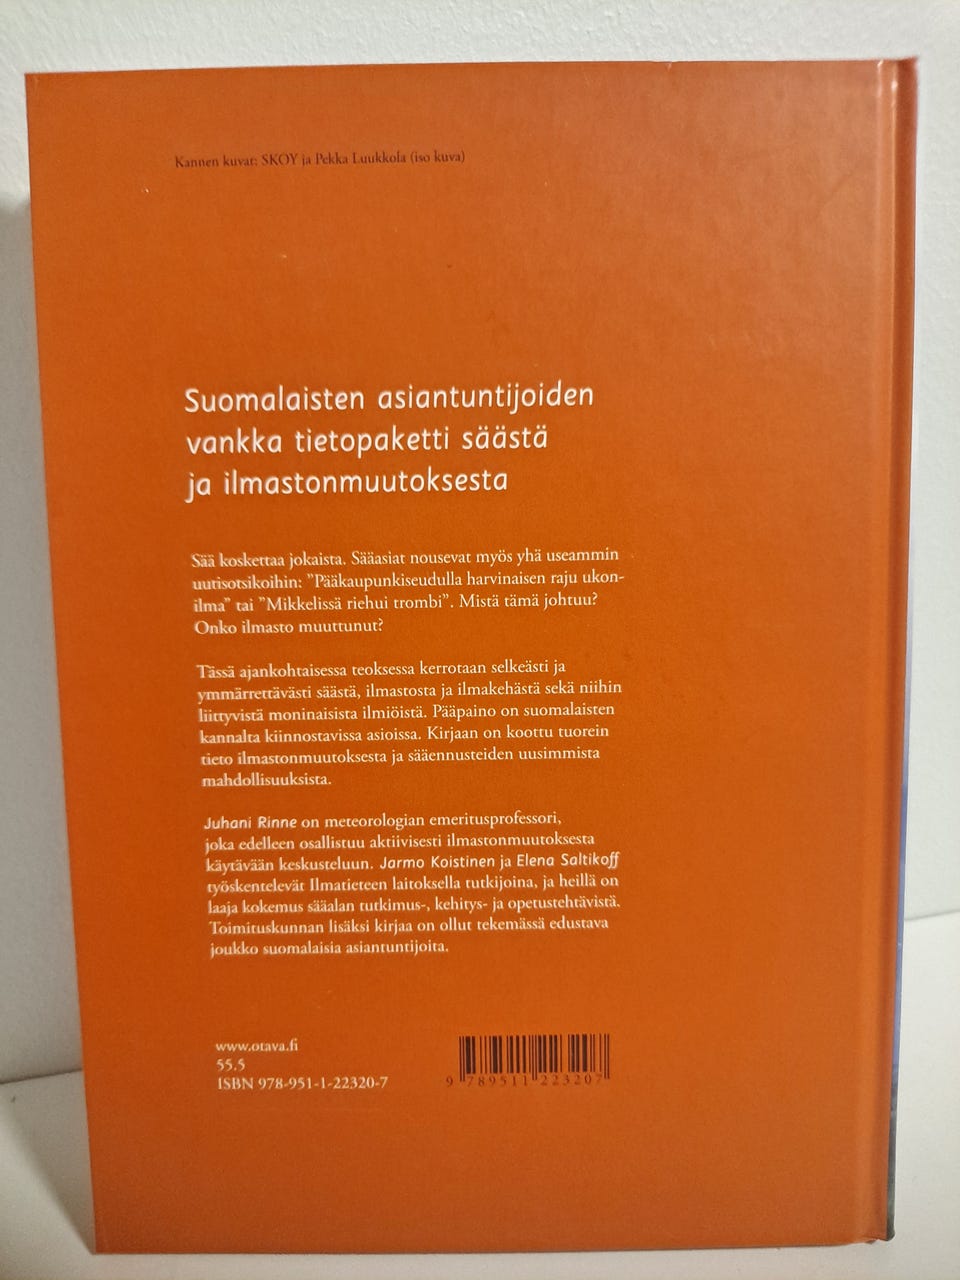 Kannen kuvat: SKOY ja Pekka Luukkola (iso kuva)
Suomalaisten asiantuntijoiden
vankka tietopaketti säästä
ja ilmastonmuutoksesta
Sää koskettaa jokaista. Sääasiat nousevat myös yhä useammin
uutisotsikoihin: ”Pääkaupunkiseudulla harvinaisen raju ukon-
ilma” tai ”Mikkelissä riehui trombi”. Mistä tämä johtuu?
Onko ilmasto muuttunut?
Tässä ajankohtaisessa teoksessa kerrotaan selkeästi ja
ymmärrettävästi säästä, ilmastosta ja ilmakehästä sekä niihin
liittyvistä moninaisista ilmiöistä. Pääpaino on suomalaisten
kannalta kiinnostavissa asioissa. Kirjaan on koottu tuorein
tieto ilmastonmuutoksesta ja sääennusteiden uusimmista
mahdollisuuksista.
Juhani Rinne on meteorologian emeritusprofessori,
joka edelleen osallistuu aktiivisesti ilmastonmuutoksesta
käytävään keskusteluun. Jarmo Koistinen ja Elena Saltikoff
työskentelevät Ilmatieteen laitoksella tutkijoina, ja heillä on
laaja kokemus sääalan tutkimus-, kehitys- ja opetustehtävistä.
Toimituskunnan lisäksi kirjaa on ollut tekemässä edustava
joukko suomalaisia asiantuntijoita.
www.otava.fi
55.5
ISBN 978-951-1-22320-7
9 789511 223207